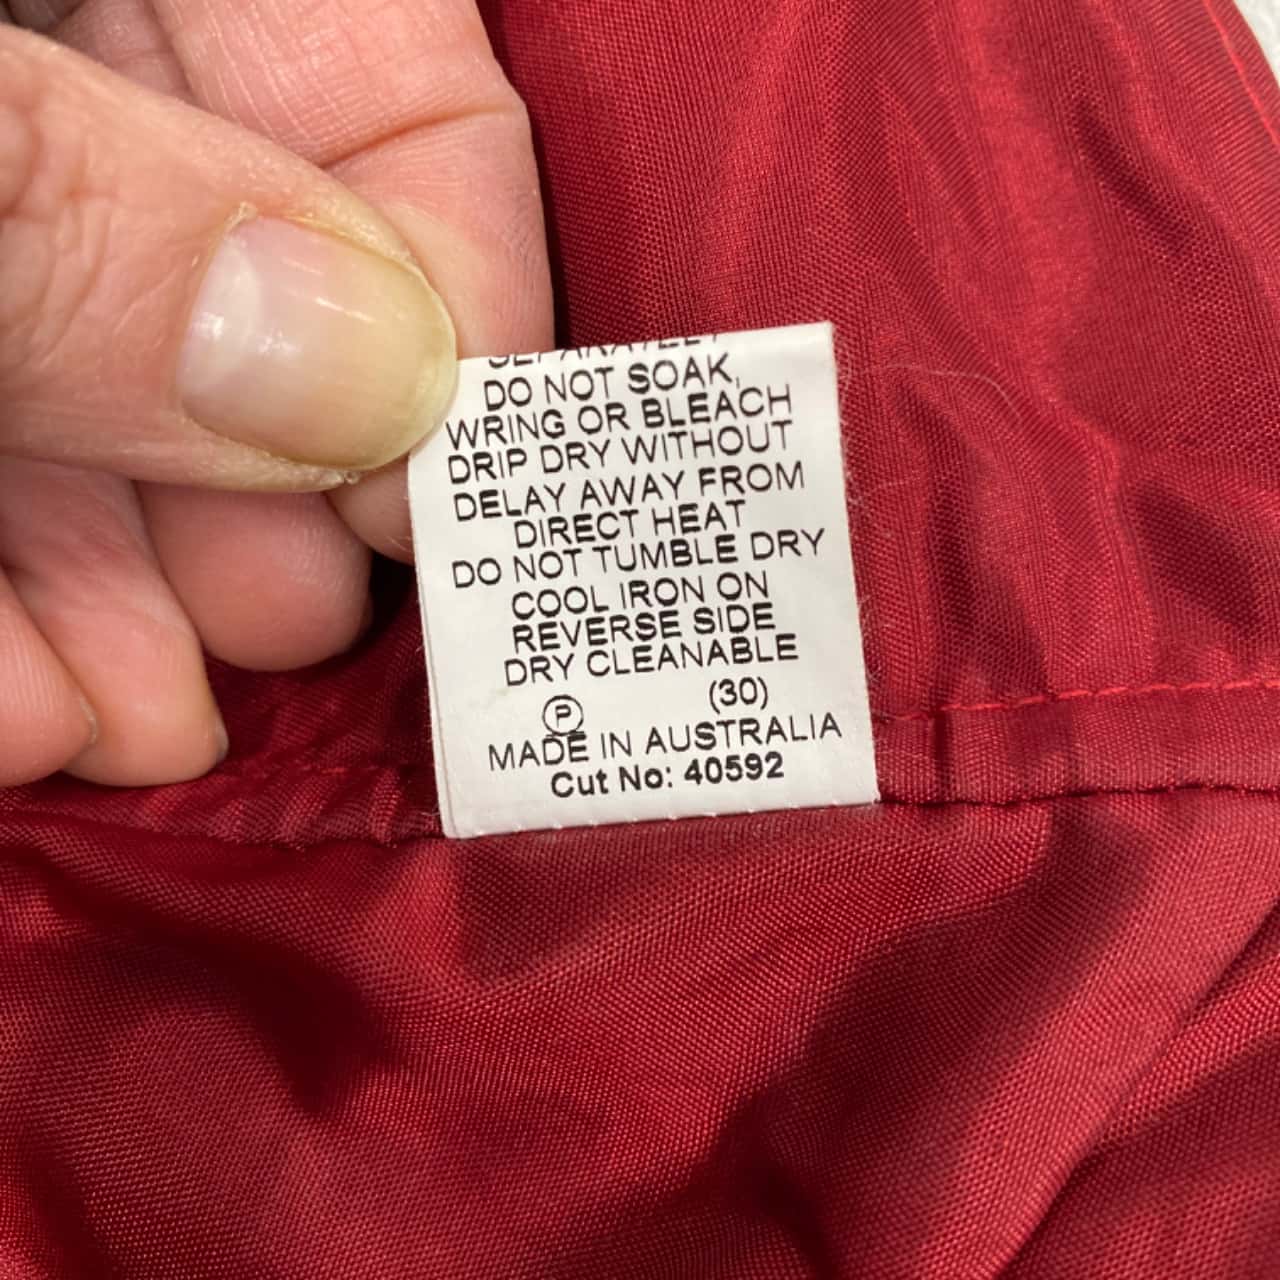 SEPARATELY
DO NOT SOAK,
WRING OR BLEACH
DRIP DRY WITHOUT
DELAY AWAY FROM
DIRECT HEAT
DO NOT TUMBLE DRY
COOL IRON ON
REVERSE SIDE
DRY CLEANABLE
Ⓟ (30)
MADE IN AUSTRALIA
Cut No: 40592